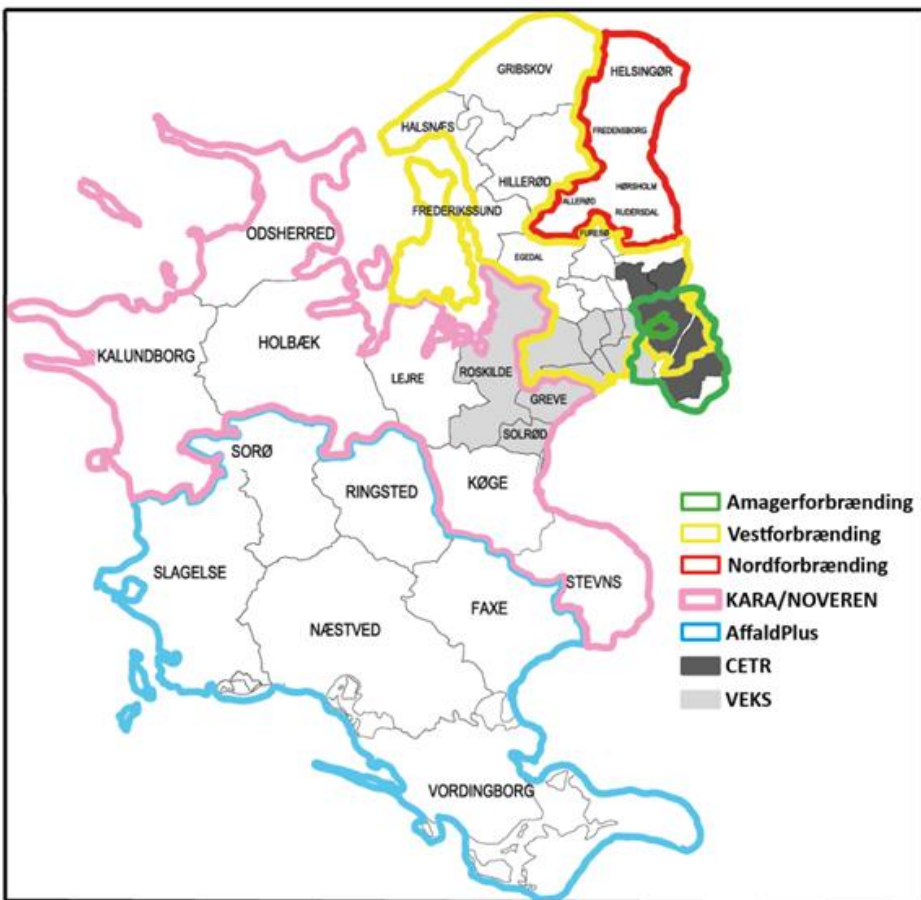 GRIBSKOV
HELSINGØR
HALSNÆS
FREDENSBORG
HILLERØD
HØRSHOLM
ALLERØD
RUDERSDAL
FREDERIKSSUND
FURESØ
ODSHERRED
EGEDAL
KALUNDBORG
HOLBÆK
LEJRE
ROSKILDE
GREVE
SOLRØD
SORØ
RINGSTED
KØGE
SLAGELSE
STEVNS
FAXE
NÆSTVED
VORDINGBORG
Amagerforbrænding
Vestforbrænding
Nordforbrænding
KARA/NOVEREN
AffaldPlus
CETR
VEKS